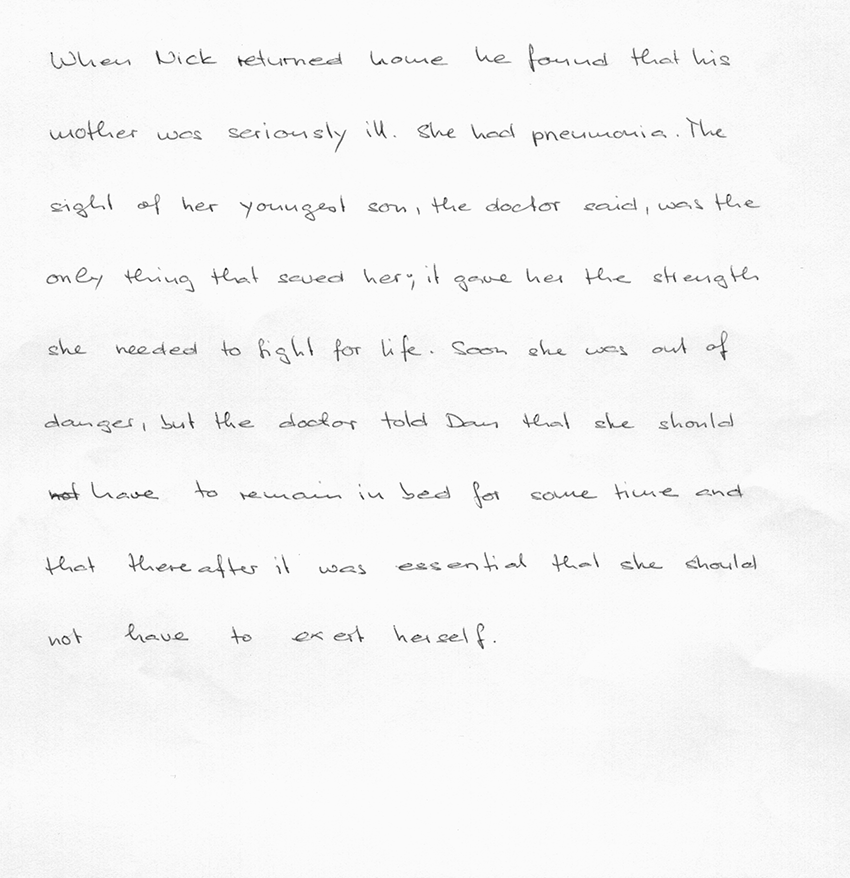 When Nick returned home he found that his
mother was seriously ill. She had pneumonia. The
sight of her youngest son, the doctor said, was the
only thing that saved her; it gave her the strength
she needed to fight for life. Soon she was out of
danger, but the doctor told Dan that she should
not have to remain in bed for some time and
that thereafter it was essential that she should
not have to exert herself.